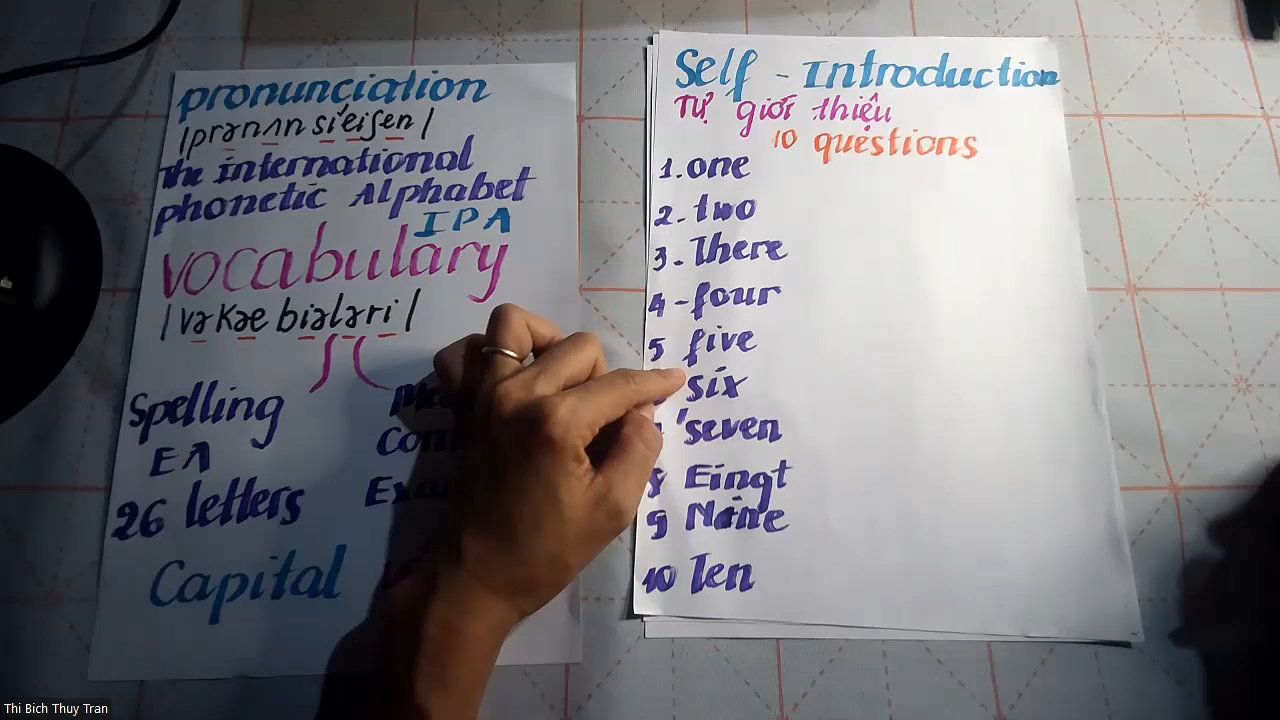 pronunciation
/prənʌn si'eiʃen/
The International
phonetic Alphabet
IPA
Vocabulary
/vəkæ biələri/
Spelling
EΛ
26 letters
Capital
Self - Introduction
Tự giới thiệu
10 questions
1. one
2. two
3. There
4 - four
5 five
six
'seven
8 Eingt
9 Nine
10 Ten
Thi Bich Thuy Tran